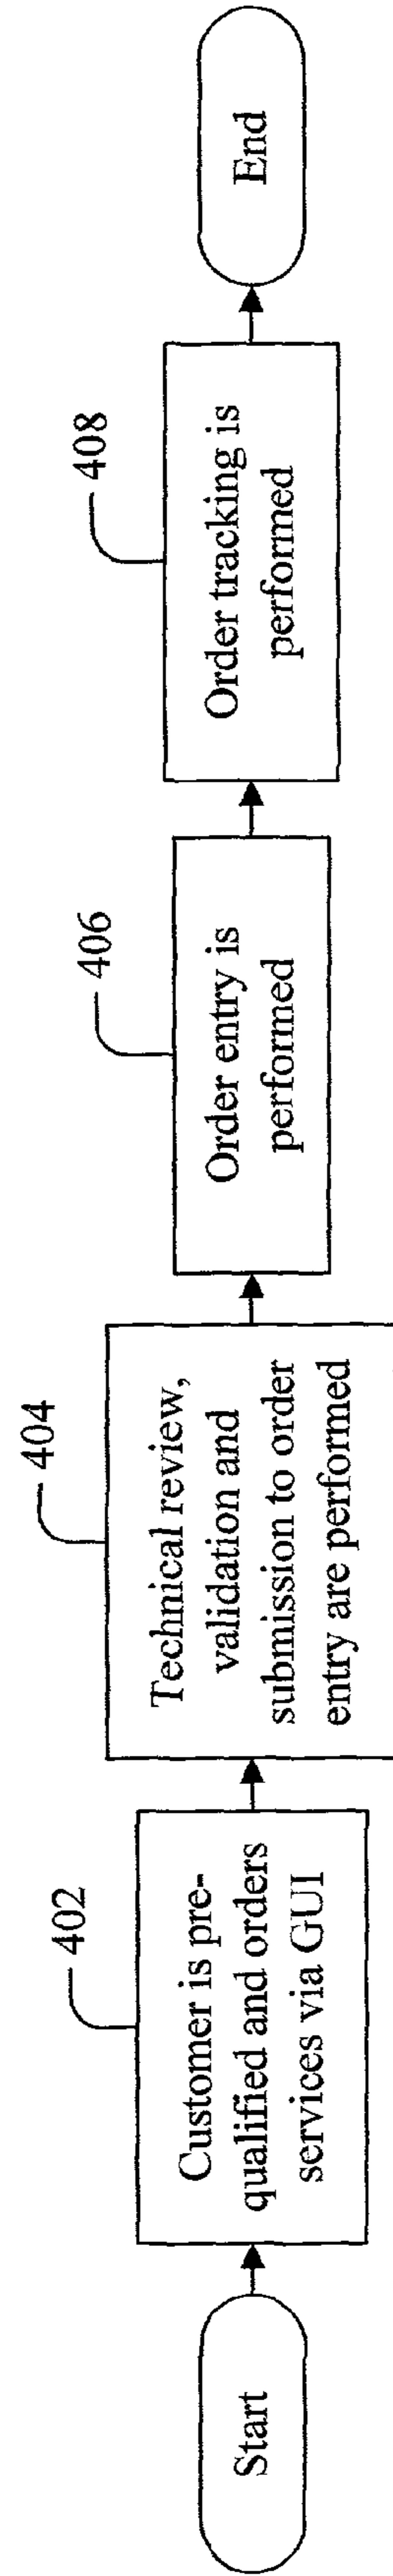 Start
402
Customer is pre-
qualified and orders
services via GUI
404
Technical review,
validation and
submission to order
entry are performed
406
Order entry is
performed
408
Order tracking is
performed
End